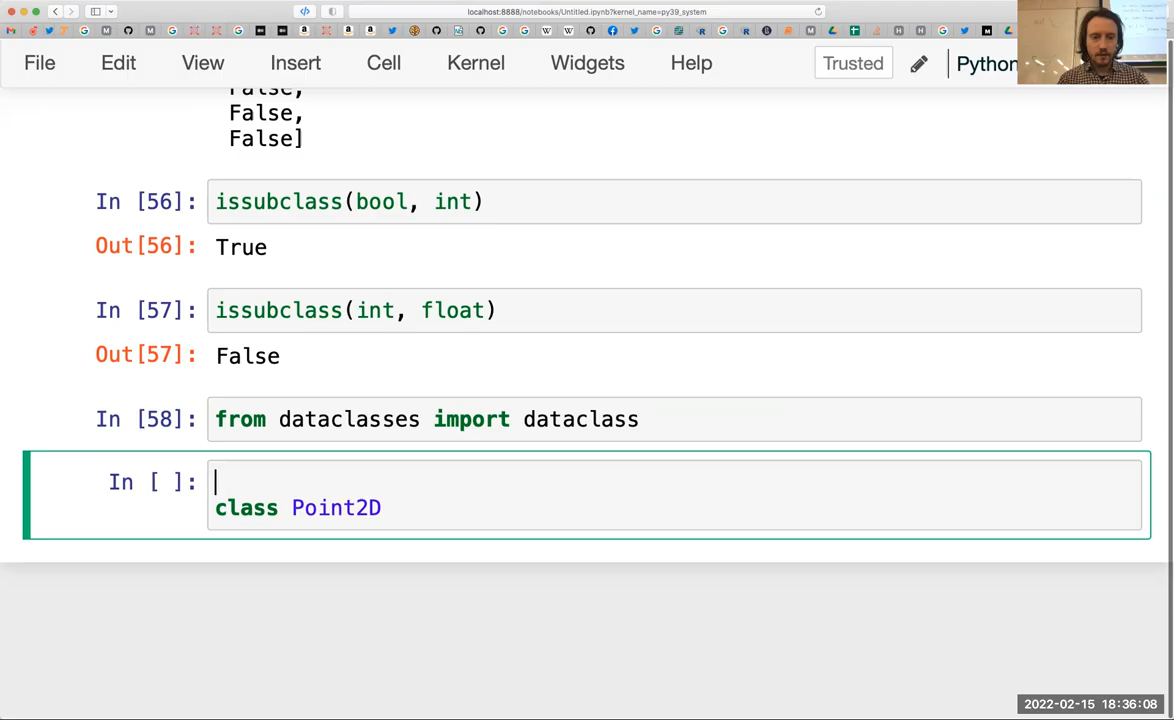 localhost:8888/notebooks/Untitled.ipynb?kernel_name=py39_system
File Edit View Insert Cell Kernel Widgets Help Trusted Python
False,
False,
False]
In [56]: issubclass(bool, int)
Out[56]: True
In [57]: issubclass(int, float)
Out[57]: False
In [58]: from dataclasses import dataclass
In [ ]:
class Point2D
2022-02-15 18:36:08